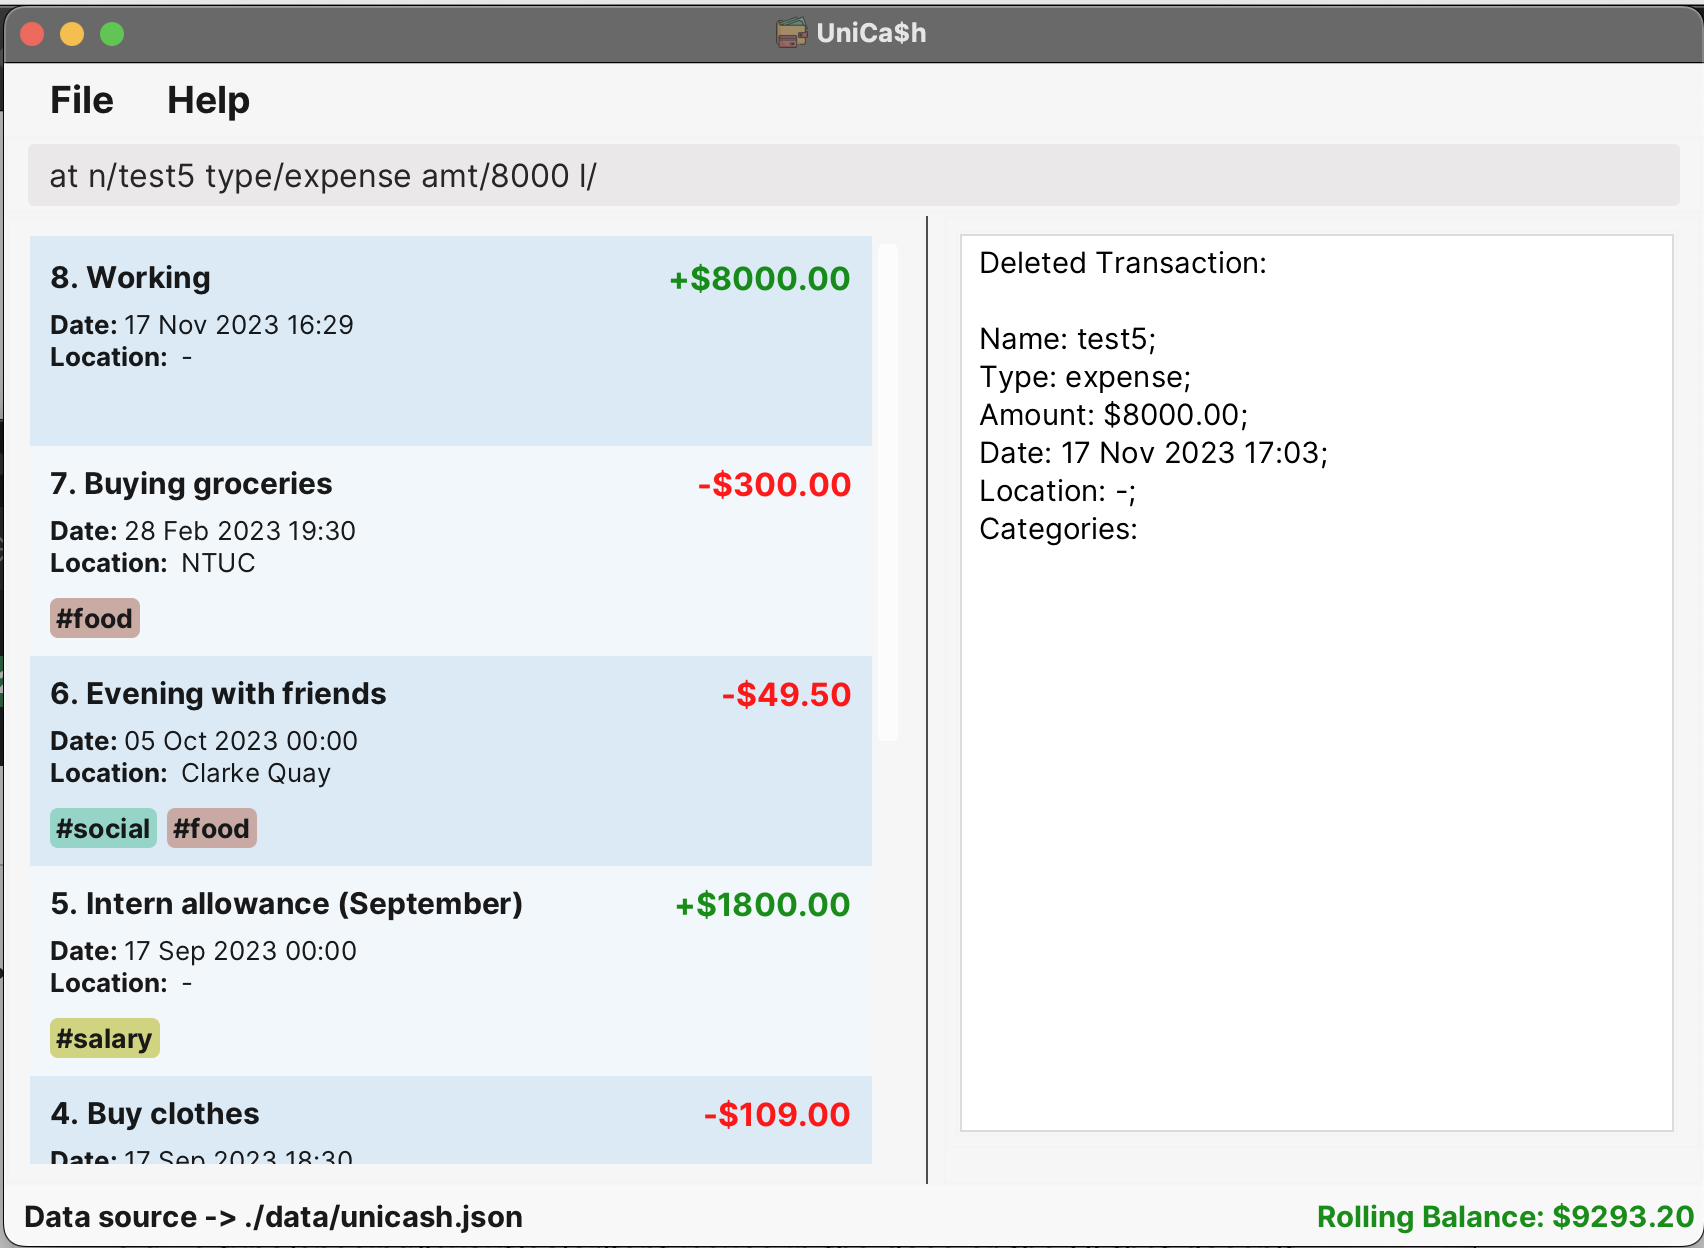 UniCa$h
File Help
at n/test5 type/expense amt/8000 l/
8. Working +$8000.00
Date: 17 Nov 2023 16:29
Location: -
7. Buying groceries -$300.00
Date: 28 Feb 2023 19:30
Location: NTUC
#food
6. Evening with friends -$49.50
Date: 05 Oct 2023 00:00
Location: Clarke Quay
#social #food
5. Intern allowance (September) +$1800.00
Date: 17 Sep 2023 00:00
Location: -
#salary
4. Buy clothes -$109.00
Date: 17 Sep 2023 18:30
Deleted Transaction:
Name: test5;
Type: expense;
Amount: $8000.00;
Date: 17 Nov 2023 17:03;
Location: -;
Categories:
Data source -> ./data/unicash.json
Rolling Balance: $9293.20